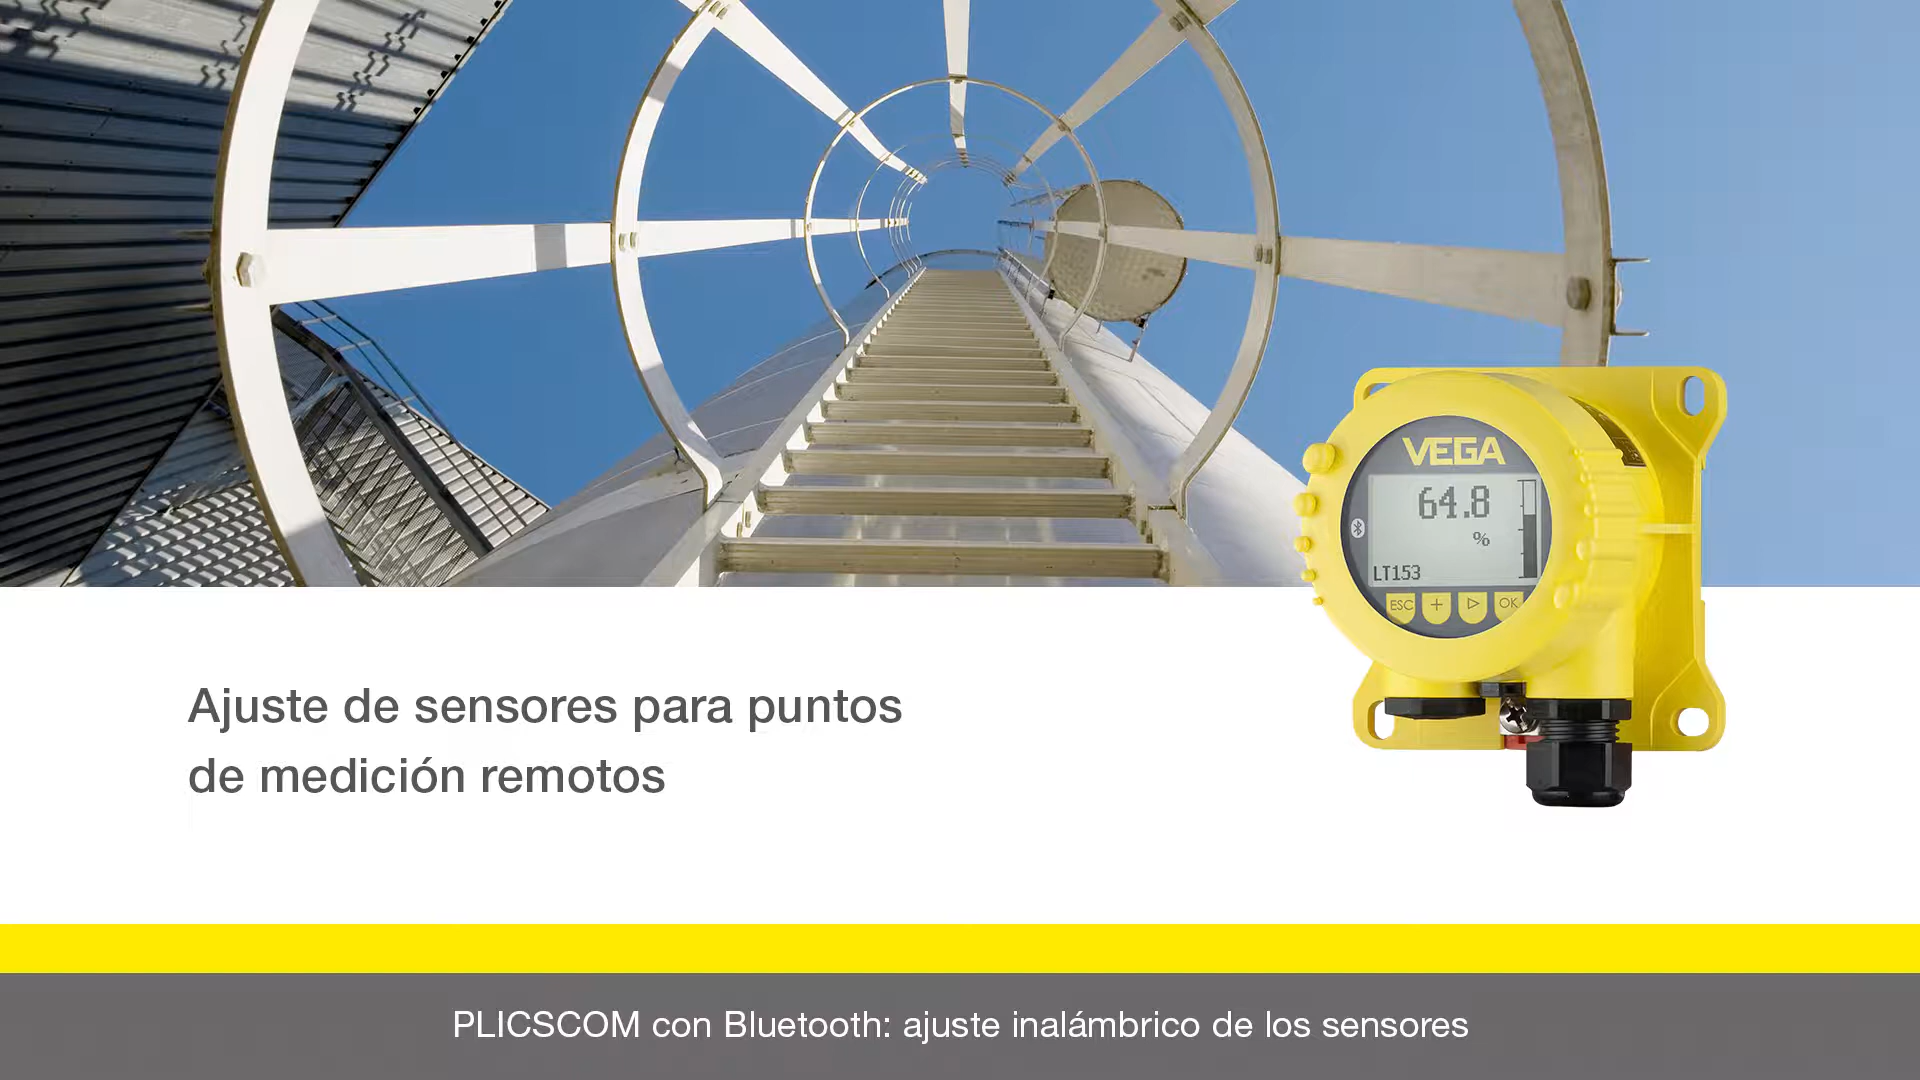 VEGA
64.8
%
LT153
ESC + ▷ OK
Ajuste de sensores para puntos
de medición remotos
PLICSCOM con Bluetooth: ajuste inalámbrico de los sensores